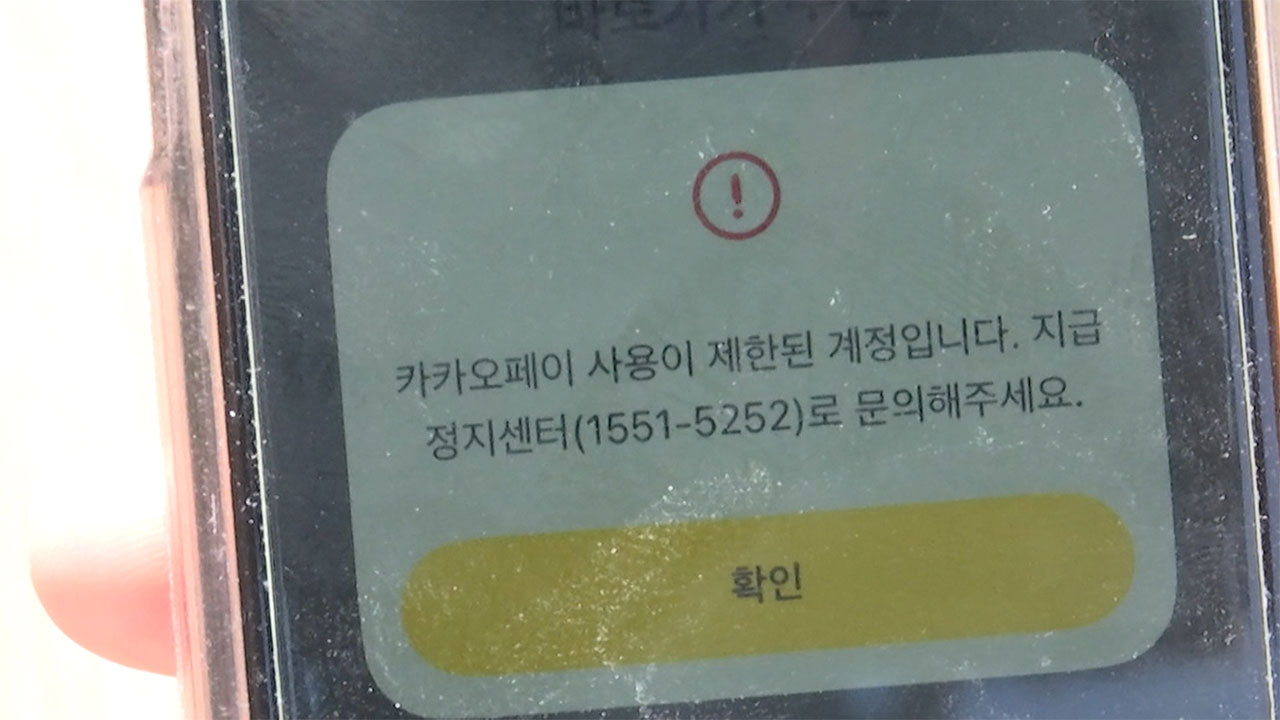 카카오페이 사용이 제한된 계정입니다. 지급
정지센터(1551-5252)로 문의해주세요.
확인